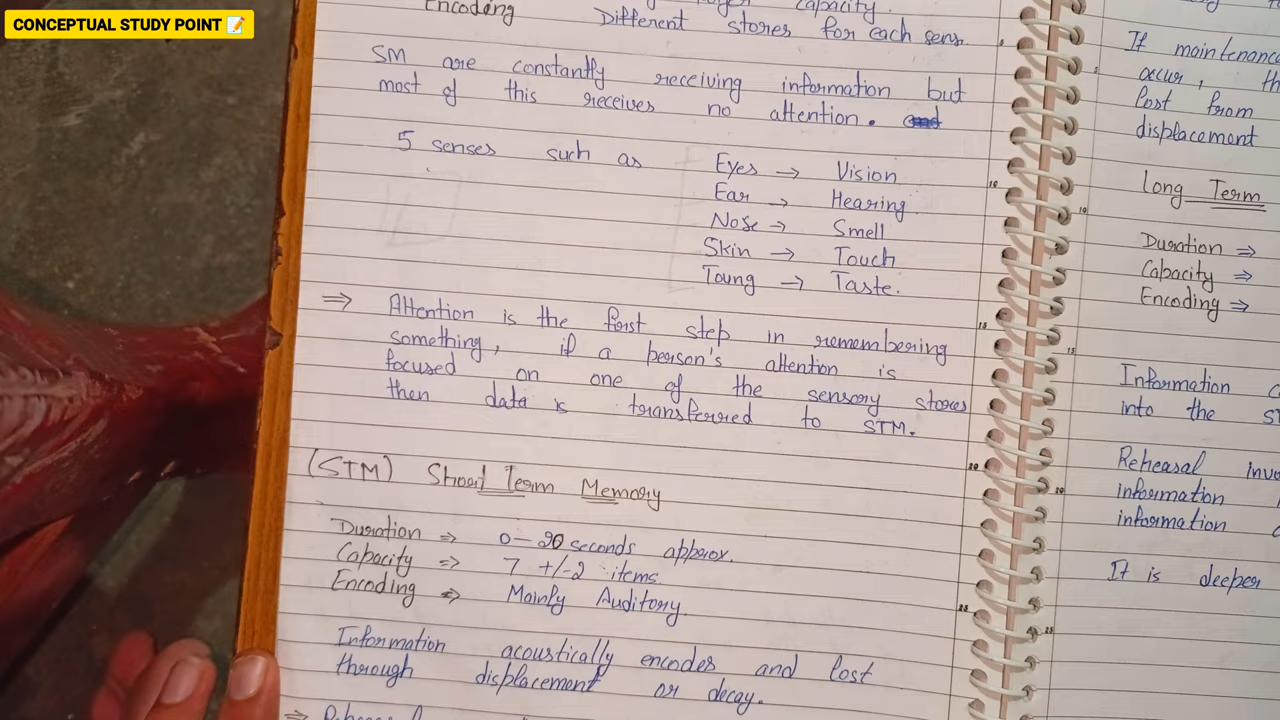 CONCEPTUAL STUDY POINT 📝
Encoding
capacity.
Different stores for each sens
SM are constantly receiving information but
most of this receives no attention.
5 senses such as
Eyes → Vision
Ear → Hearing
Nose → Smell
Skin → Touch
Toung → Taste.
⇒ Attention is the first step in remembering
something, if a person's attention is
focused on one of the sensory stores
then data is transferred to STM.
(STM) Short Term Memory
Duration ⇒ 0 – 20 seconds approx.
Capacity ⇒ 7 +/-2 items
Encoding ⇒ Mainly Auditory.
Information acoustically encodes and lost
through displacement or decay.
If maintenanc
occur, th
lost from
displacement
Long Term
Duration ⇒
Capacity ⇒
Encoding ⇒
Information
into the
Rehearsal
information
information
It is deeper